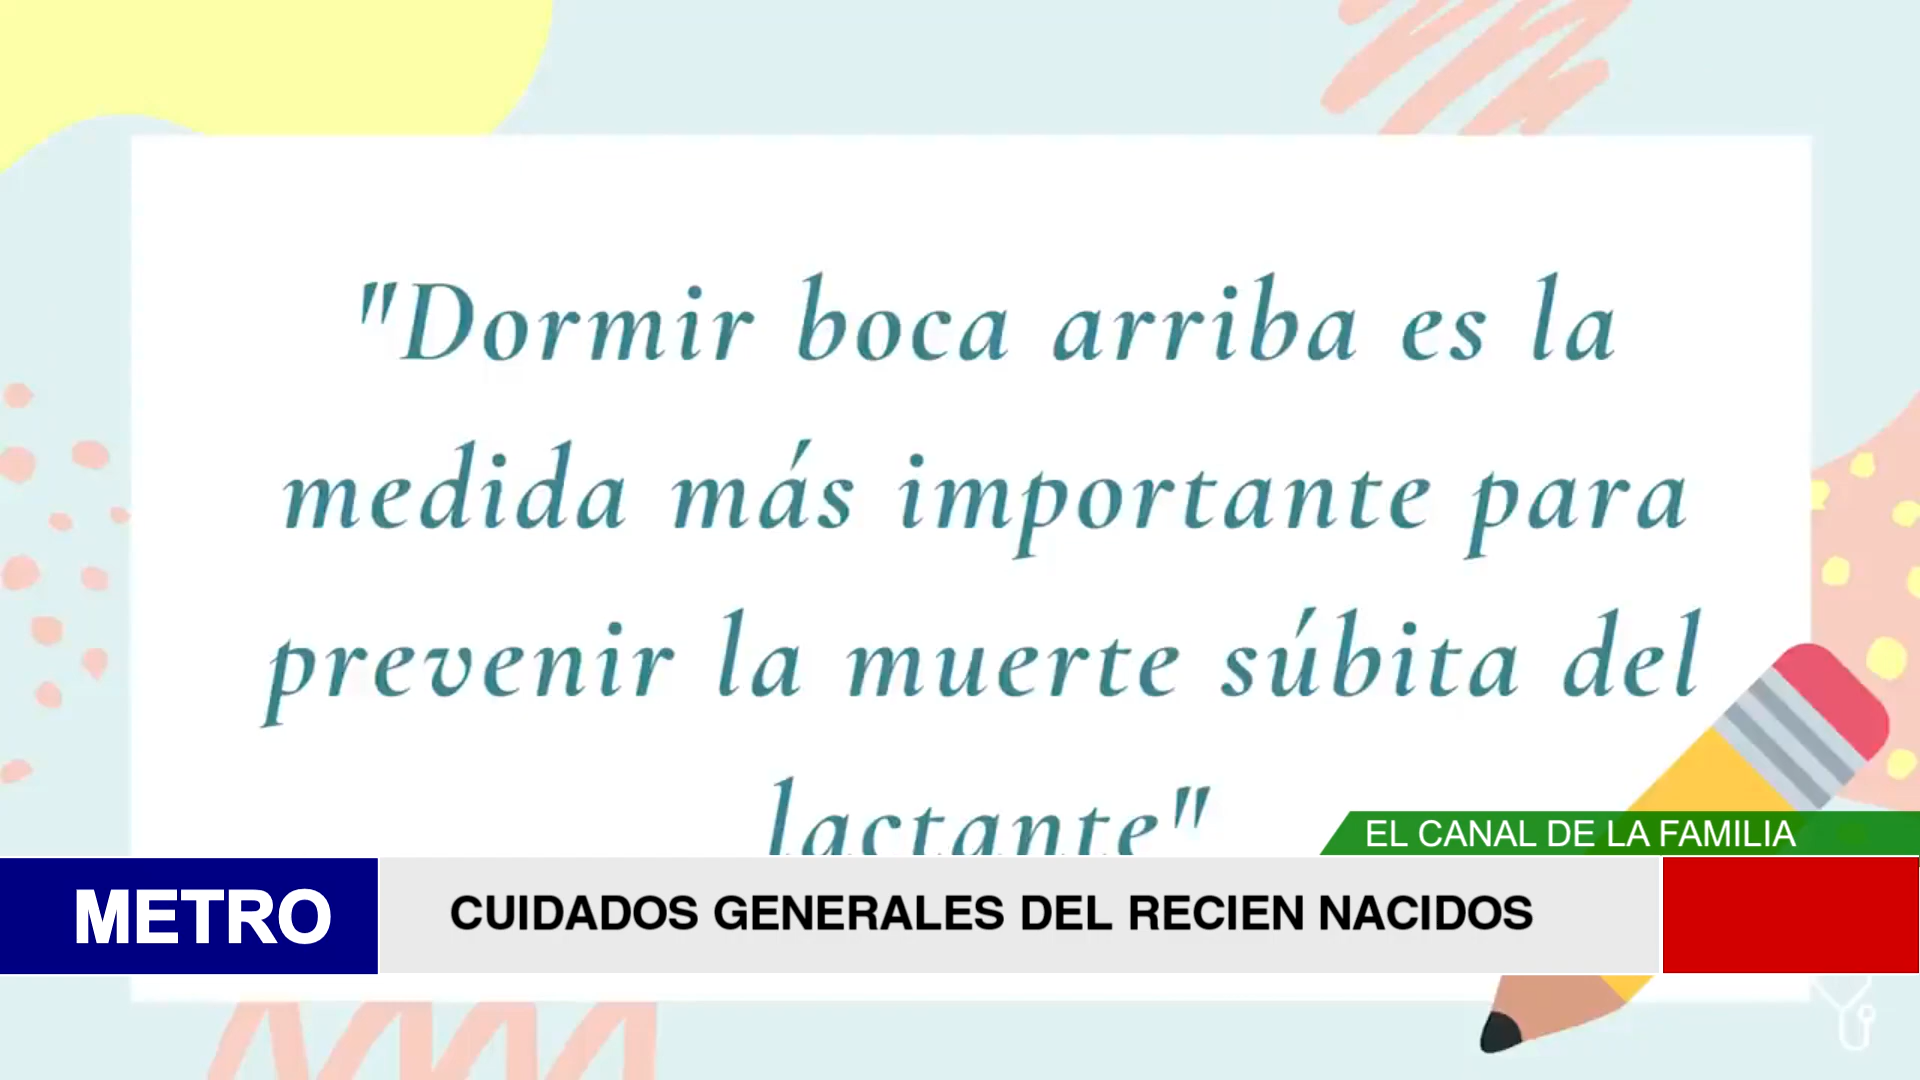 "Dormir boca arriba es la
medida más importante para
prevenir la muerte súbita del
lactante"
EL CANAL DE LA FAMILIA
METRO
CUIDADOS GENERALES DEL RECIEN NACIDOS